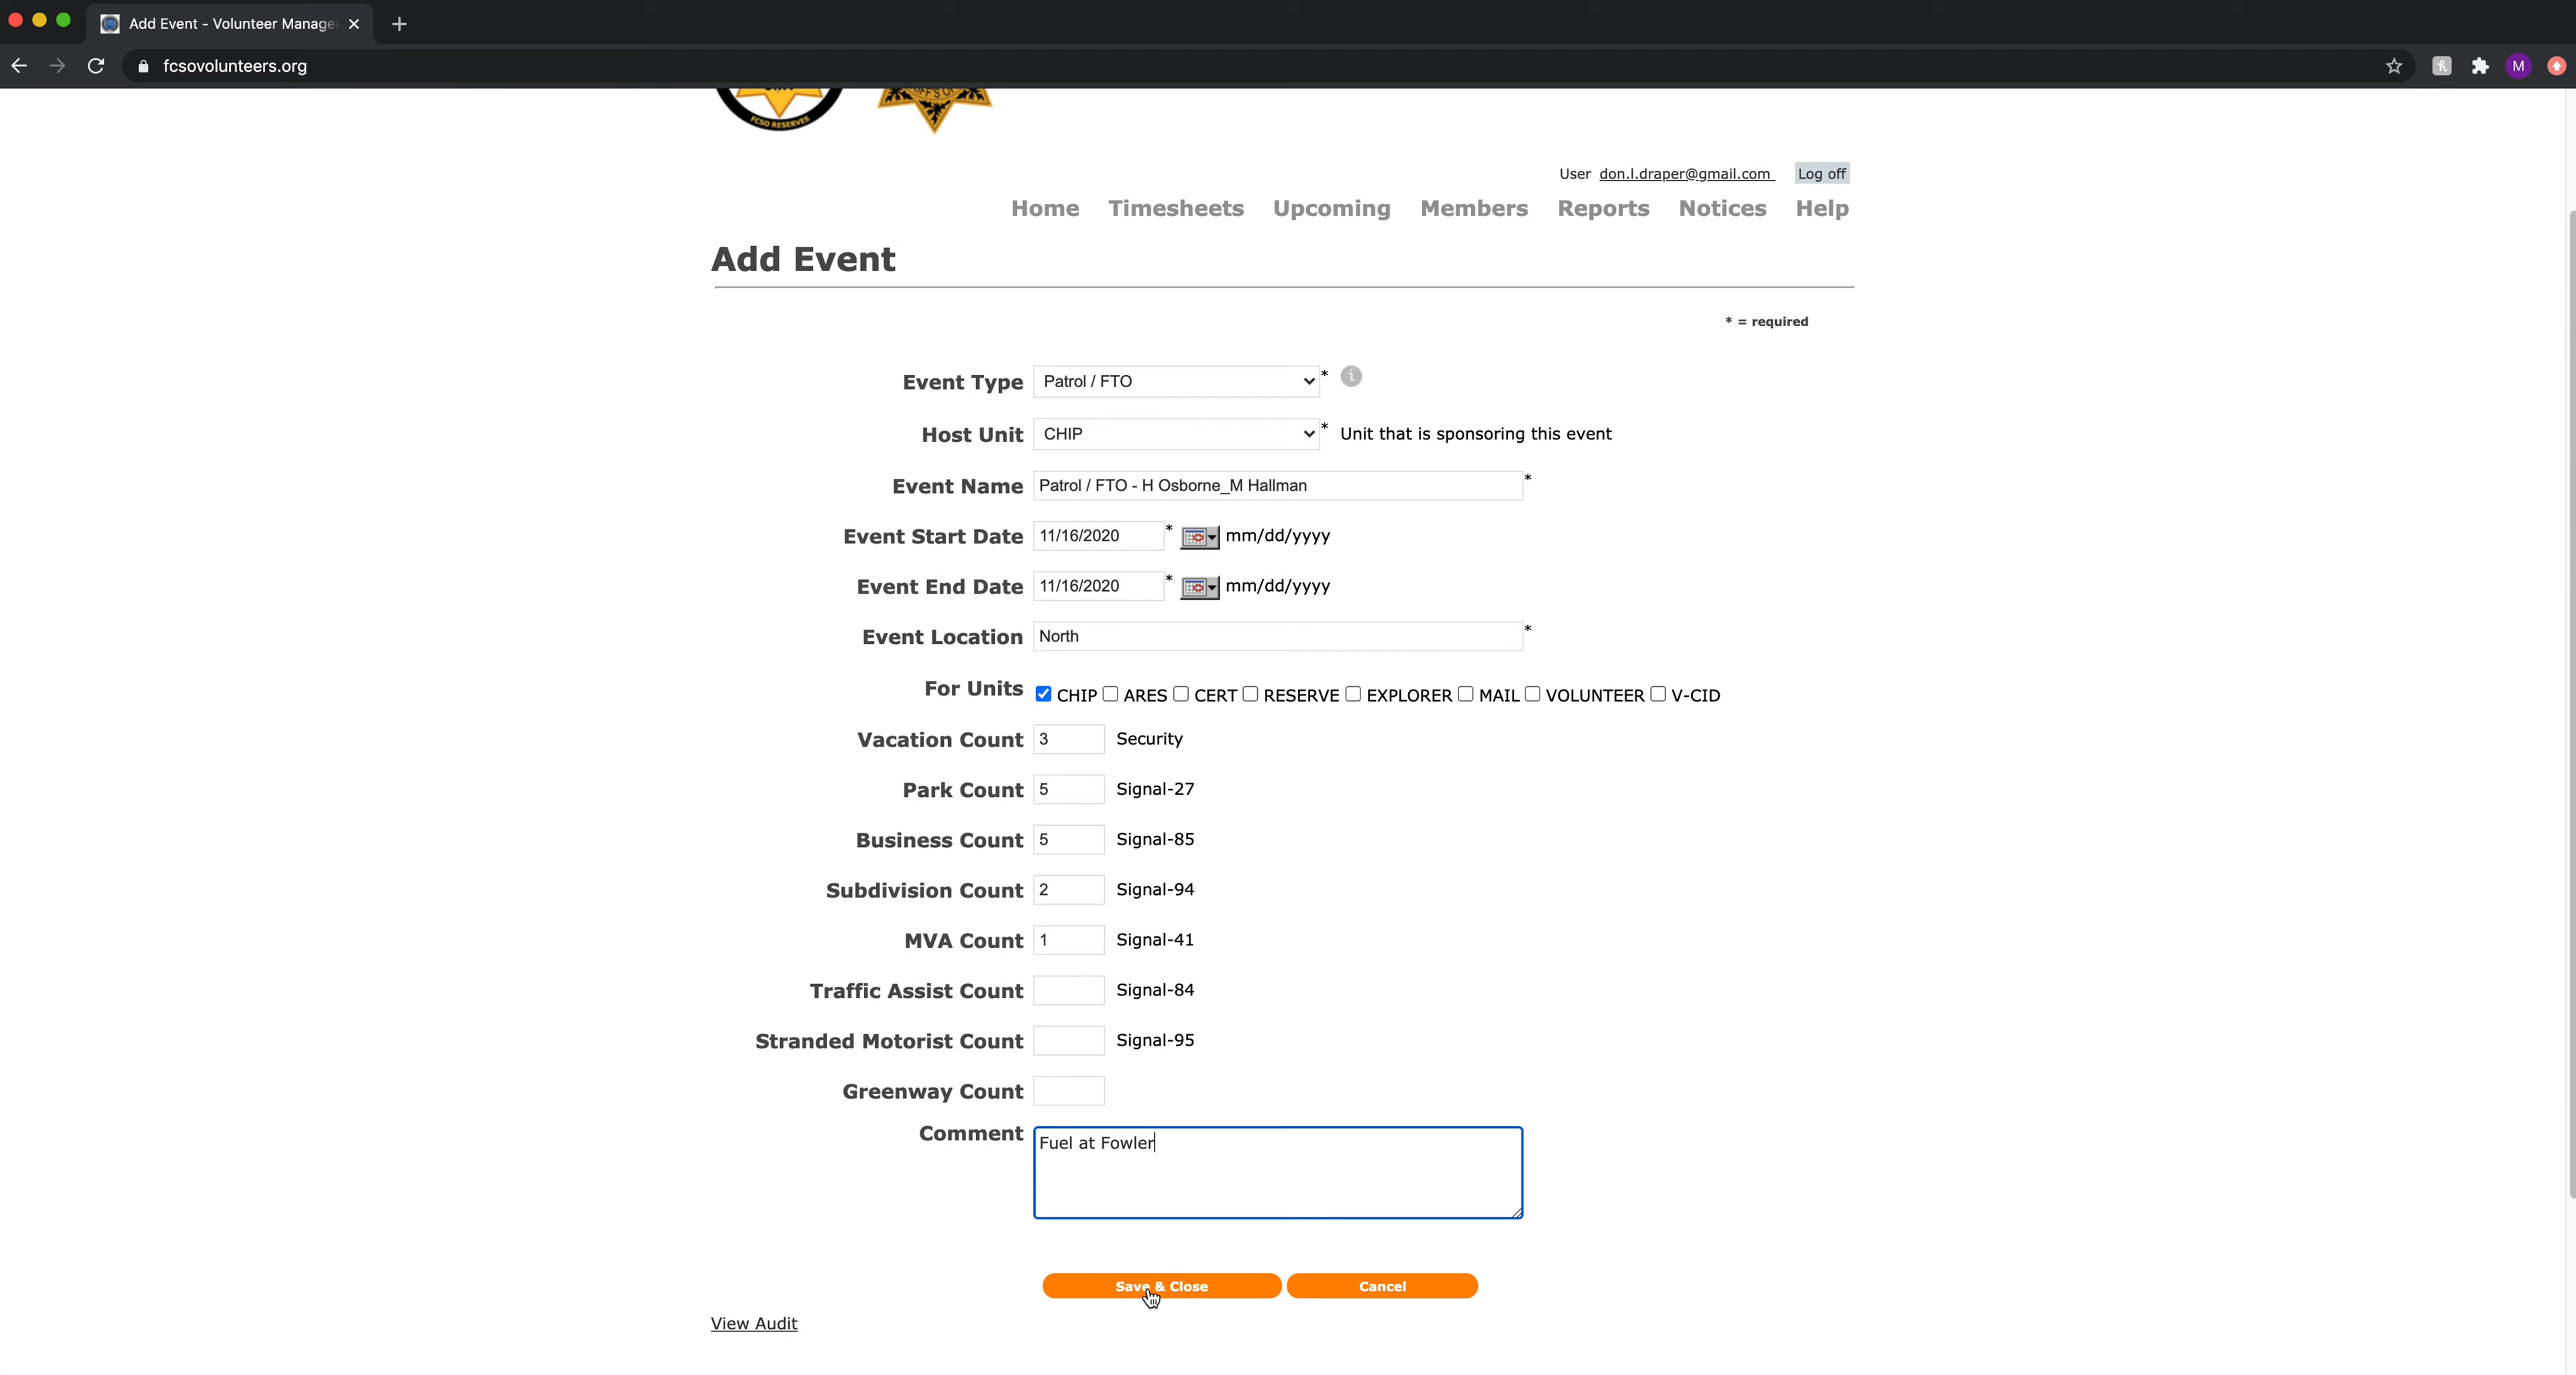 Add Event - Volunteer Manage
fcsovolunteers.org
M
FCSO RESERVES
User don.l.draper@gmail.com Log off
Home Timesheets Upcoming Members Reports Notices Help
Add Event
* = required
Event Type Patrol / FTO * i
Host Unit CHIP * Unit that is sponsoring this event
Event Name Patrol / FTO - H Osborne_M Hallman *
Event Start Date 11/16/2020 * mm/dd/yyyy
Event End Date 11/16/2020 * mm/dd/yyyy
Event Location North *
For Units CHIP ARES CERT RESERVE EXPLORER MAIL VOLUNTEER V-CID
Vacation Count 3 Security
Park Count 5 Signal-27
Business Count 5 Signal-85
Subdivision Count 2 Signal-94
MVA Count 1 Signal-41
Traffic Assist Count Signal-84
Stranded Motorist Count Signal-95
Greenway Count
Comment Fuel at Fowler
Save & Close Cancel
View Audit